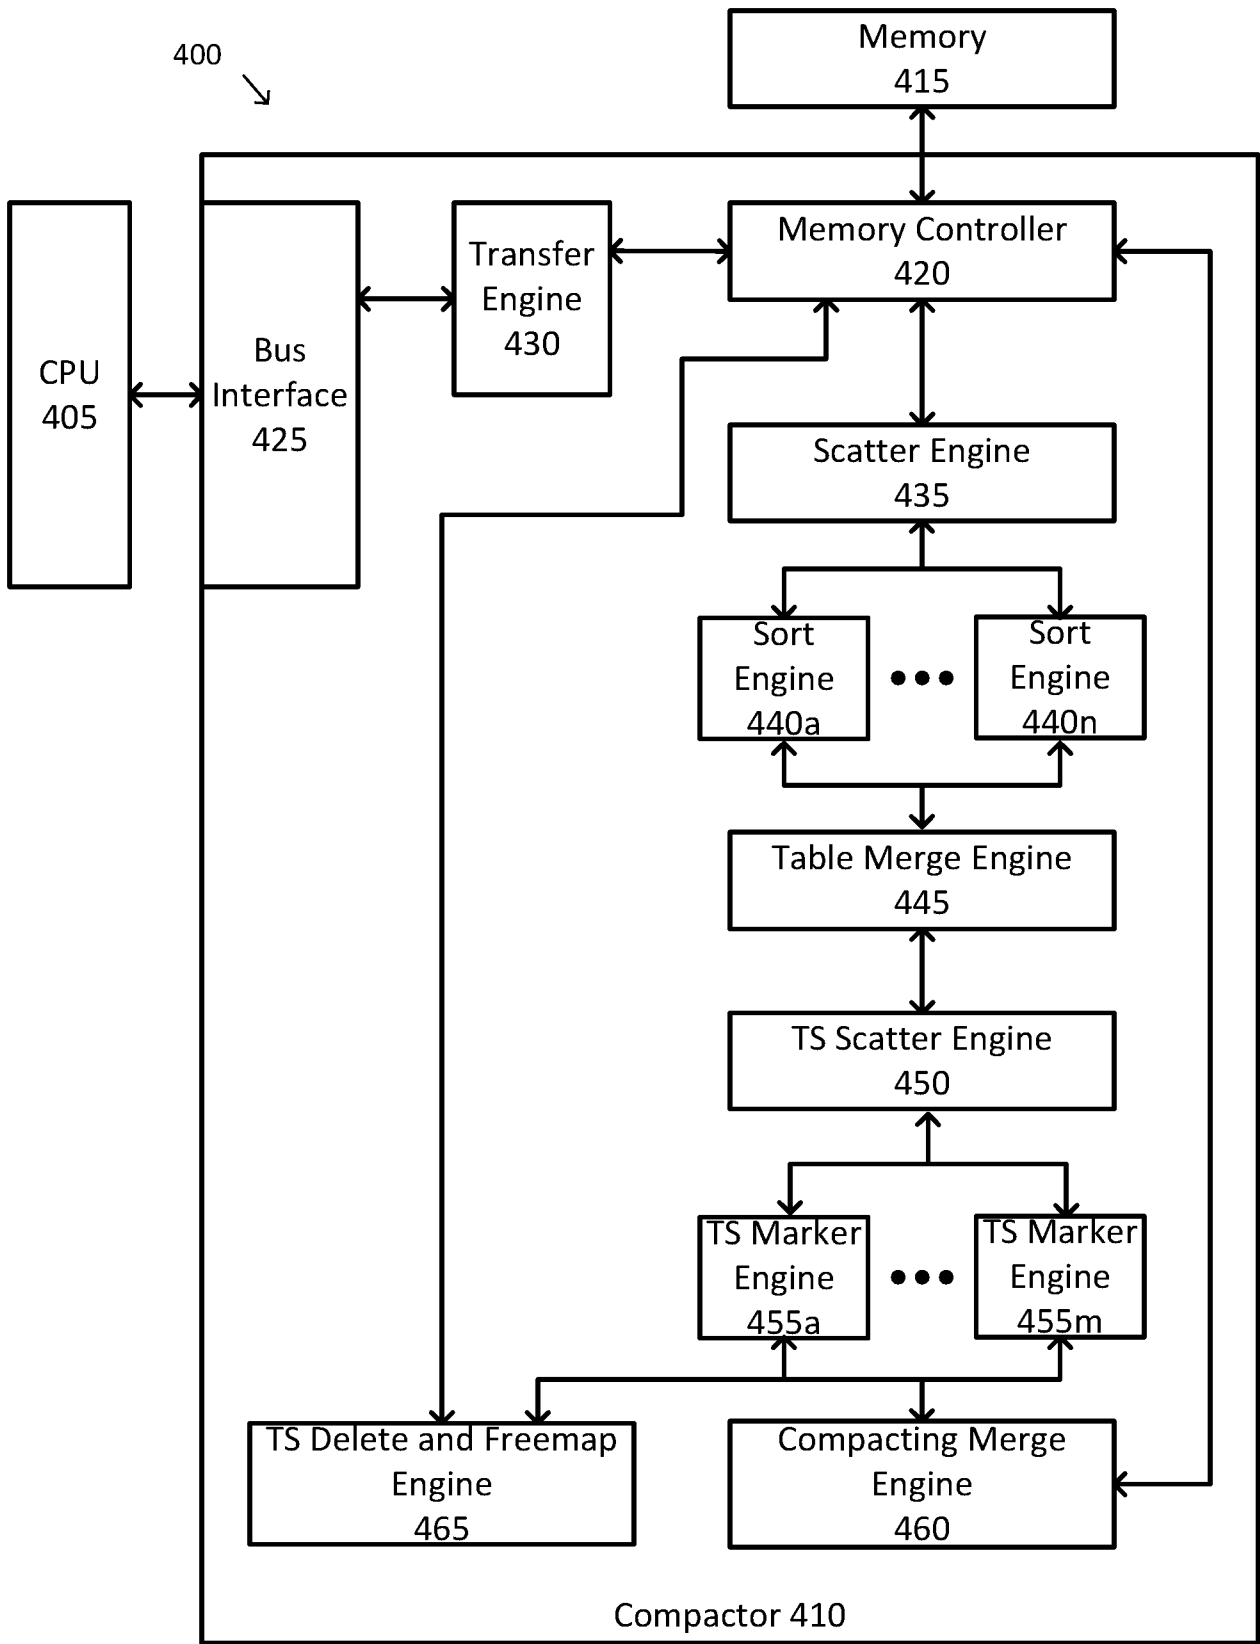 400
Memory
415
CPU
405
Bus
Interface
425
Transfer
Engine
430
Memory Controller
420
Scatter Engine
435
Sort
Engine
440a
Sort
Engine
440n
Table Merge Engine
445
TS Scatter Engine
450
TS Marker
Engine
455a
TS Marker
Engine
455m
TS Delete and Freemap
Engine
465
Compacting Merge
Engine
460
Compactor 410